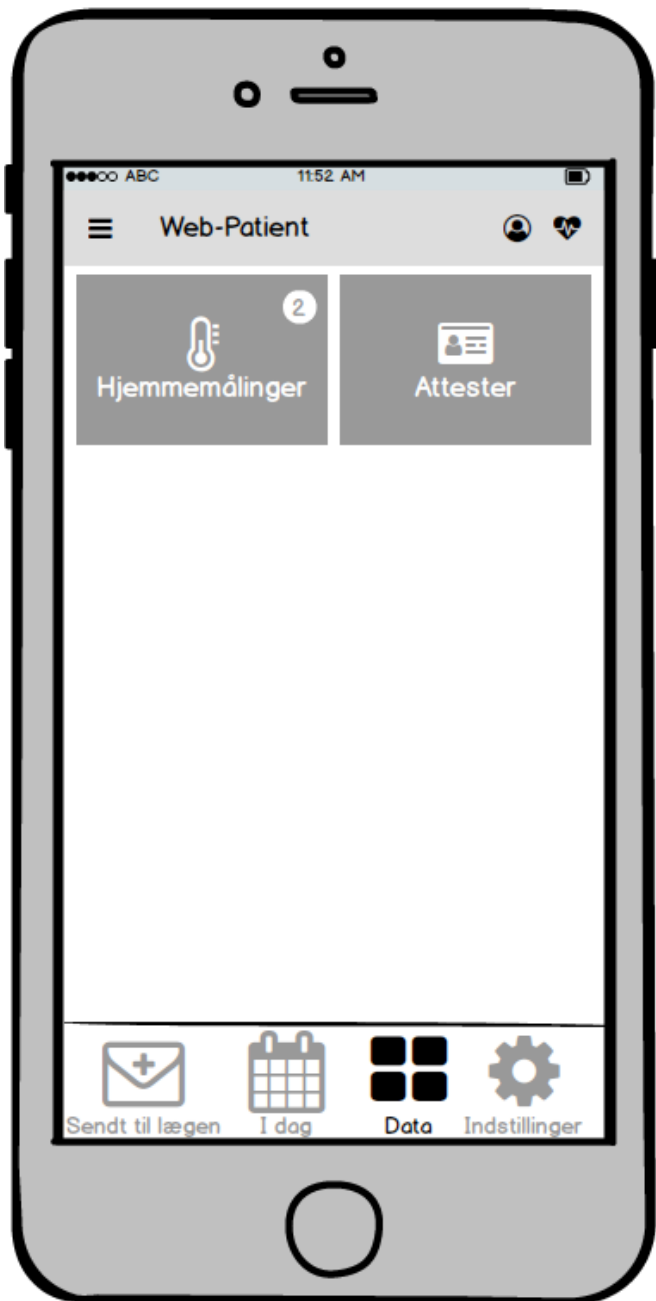 ABC 11:52 AM
Web-Patient
2
Hjemmemålinger
Attester
Sendt til lægen
I dag
Data
Indstillinger